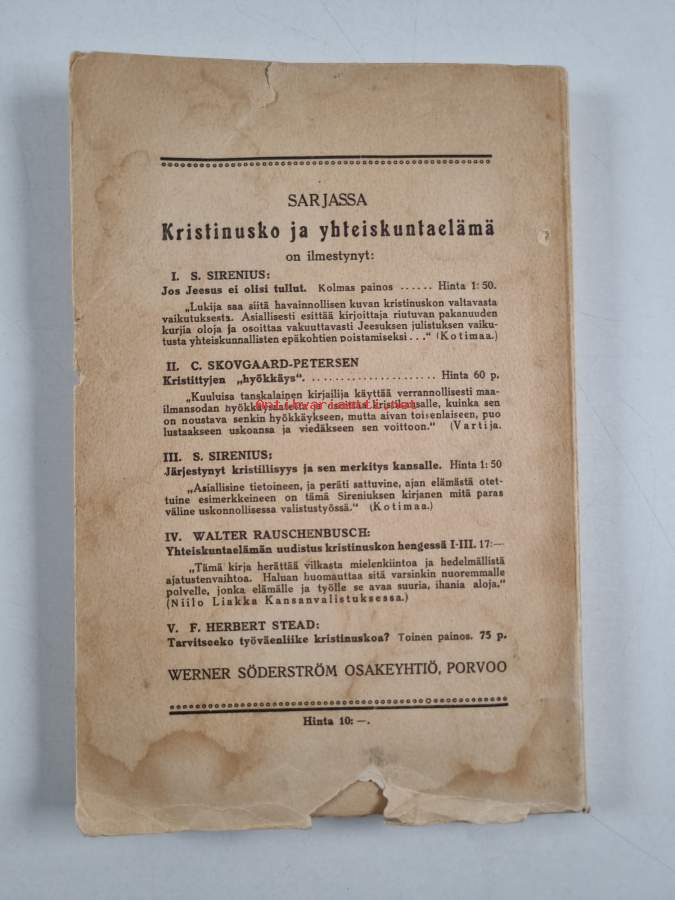 SARJASSA
Kristinusko ja yhteiskuntaelämä
on ilmestynyt:
I. S. SIRENIUS:
Jos Jeesus ei olisi tullut. Kolmas painos ...... Hinta 1: 50.
„Lukija saa siitä havainnollisen kuvan kristinuskon valtavasta
vaikutuksesta. Asiallisesti esittää kirjoittaja riutuvan pakanuuden
kurjia oloja ja osoittaa vakuuttavasti Jeesuksen julistuksen vaiku-
tusta yhteiskunnallisten epäkohtien poistamiseksi . . .“ (Kotimaa.)
II. C. SKOVGAARD-PETERSEN
Kristittyjen „hyökkäys“. .................... Hinta 60 p.
„Kuuluisa tanskalainen kirjailija käyttää verrannollisesti maa-
ilmansodan ja osoittaa kuinka sen
on noustava senkin hyökkäykseen, mutta aivan toisenlaiseen, puo
lustaakseen uskoansa ja viedäkseen sen voittoon.“ (Vartija.
III. S. SIRENIUS:
Järjestynyt kristillisyys ja sen merkitys kansalle. Hinta 1: 50
„Asiallisine tietoineen, ja peräti sattuvine, ajan elämästä otet-
tuine esimerkkeineen on tämä Sireniuksen kirjanen mitä paras
väline uskonnollisessa valistustyössä.“ (Kotimaa.)
IV. WALTER RAUSCHENBUSCH:
Yhteiskuntaelämän uudistus kristinuskon hengessä I-III. 17:—
„Tämä kirja herättää vilkasta mielenkiintoa ja hedelmällistä
ajatustenvaihtoa. Haluan huomauttaa sitä varsinkin nuoremmalle
polvelle, jonka elämälle ja työlle se avaa suuria, ihania aloja.“
(Niilo Liakka Kansanvalistuksessa.)
V. F. HERBERT STEAD:
Tarvitseeko työväenliike kristinuskoa? Toinen painos. 75 p.
WERNER SÖDERSTRÖM OSAKEYHTIÖ, PORVOO
Hinta 10: —.